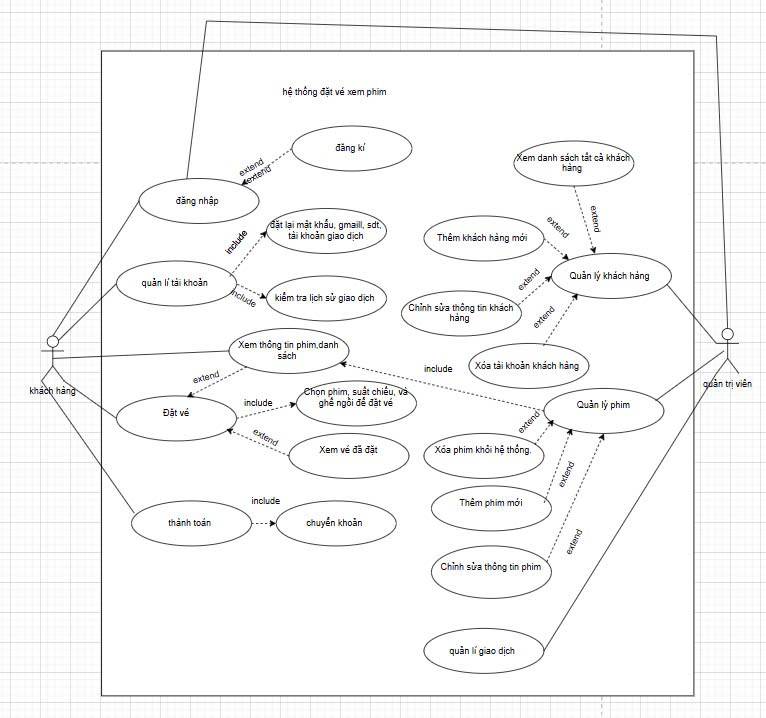 hệ thống đặt vé xem phim
đăng kí
extend
extend
đăng nhập
Xem danh sách tất cả khách
hàng
extend
đặt lại mật khẩu, gmaill, sdt,
tài khoản giao dịch
include
Thêm khách hàng mới
extend
quản lí tài khoản
include
kiểm tra lịch sử giao dịch
Quản lý khách hàng
extend
Chỉnh sửa thông tin khách
hàng
extend
Xem thông tin phim,danh
sách
Xóa tài khoản khách hàng
khách hàng
quản trị viên
extend
include
Đặt vé
include
Chọn phim, suất chiếu, và
ghế ngồi để đặt vé
Quản lý phim
extend
extend
Xem vé đã đặt
Xóa phim khỏi hệ thống.
extend
Thêm phim mới
include
thành toán
chuyển khoản
extend
Chỉnh sửa thông tin phim
quản lí giao dịch